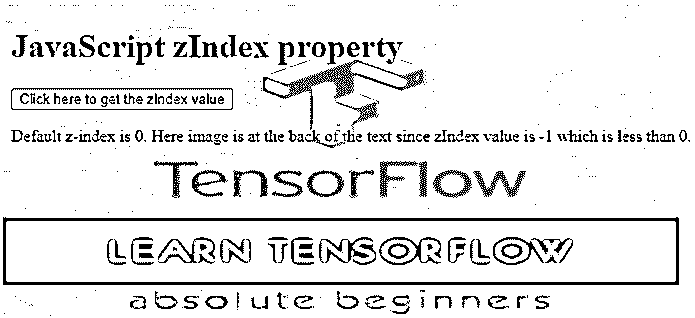 JavaScript zIndex property
Click here to get the zIndex value
Default z-index is 0. Here image is at the back of the text since zIndex value is -1 which is less than 0.
TensorFlow
LEARN TENSORFLOW
absolute beginners